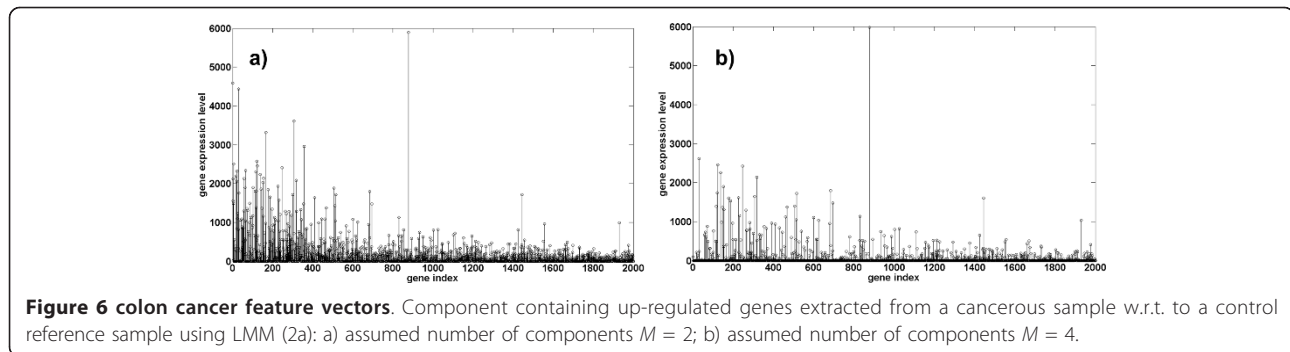 a)
gene expression level
6000
5000
4000
3000
2000
1000
0
0 200 400 600 800 1000 1200 1400 1600 1800 2000
gene index
b)
gene expression level
6000
5000
4000
3000
2000
1000
0
0 200 400 600 800 1000 1200 1400 1600 1800 2000
gene index
Figure 6 colon cancer feature vectors. Component containing up-regulated genes extracted from a cancerous sample w.r.t. to a control
reference sample using LMM (2a): a) assumed number of components M = 2; b) assumed number of components M = 4.